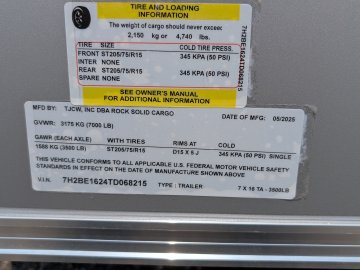 TIRE AND LOADING
INFORMATION
The weight of cargo should never exceed
2,150 kg or 4,740 lbs.
TIRE SIZE COLD TIRE PRESS.
FRONT ST205/75/R15 345 KPA (50 PSI)
INTER NONE
REAR ST205/75/R15 345 KPA (50 PSI)
SPARE NONE
SEE OWNER'S MANUAL
FOR ADDITIONAL INFORMATION
7H2BE1624TD068215
MFD BY: TJCW, INC DBA ROCK SOLID CARGO DATE OF MFG: 05/2025
GVWR: 3175 KG (7000 LB)
GAWR (EACH AXLE) WITH TIRES RIMS AT COLD
1588 KG (3500 LB) ST205/75/R15 D15 X 5 J 345 KPA (50 PSI) SINGLE
THIS VEHICLE CONFORMS TO ALL APPLICABLE U.S. FEDERAL MOTOR VEHICLE SAFETY
STANDARDS IN EFFECT ON THE DATE OF MANUFACTURE SHOWN ABOVE
V.I.N. 7H2BE1624TD068215 TYPE : TRAILER 7 X 16 TA - 3500LB